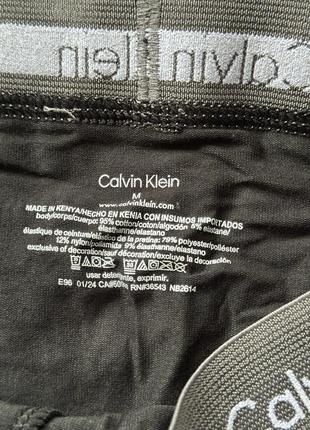 Calvin Klein
Calvin Klein
M
www.calvinklein.com
MADE IN KENYA/HECHO EN KENIA CON INSUMOS IMPORTADOS
body/corps/cuerpo: 95% cotton/coton/algodón 5% elastane/
élasthanne/elastano
élastique de ceinture/elástico de la pretina: 79% polyester/poliéster
12% nylon/poliamida 9% elastane/élasthanne/elastano
exclusive of decoration/sauf décoration/excluye la decoración
usar detergente, exprimir.
E96 01/24 RN#36543 NB2614
Calvin